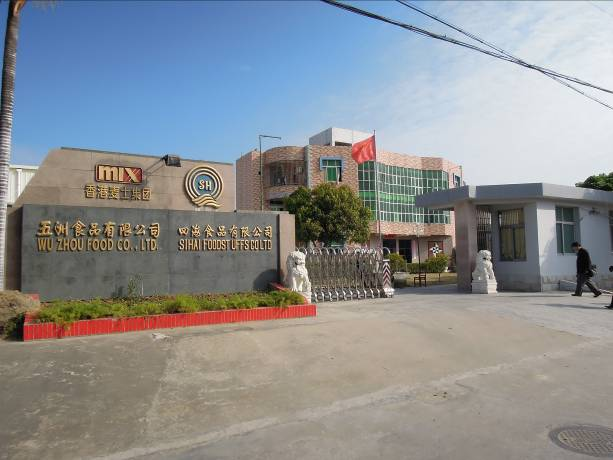 mix
香港麥士集团
SH
五洲食品有限公司
WU ZHOU FOOD CO., LTD.
四海食品有限公司
SIHAI FOODSTUFFS CO.LTD